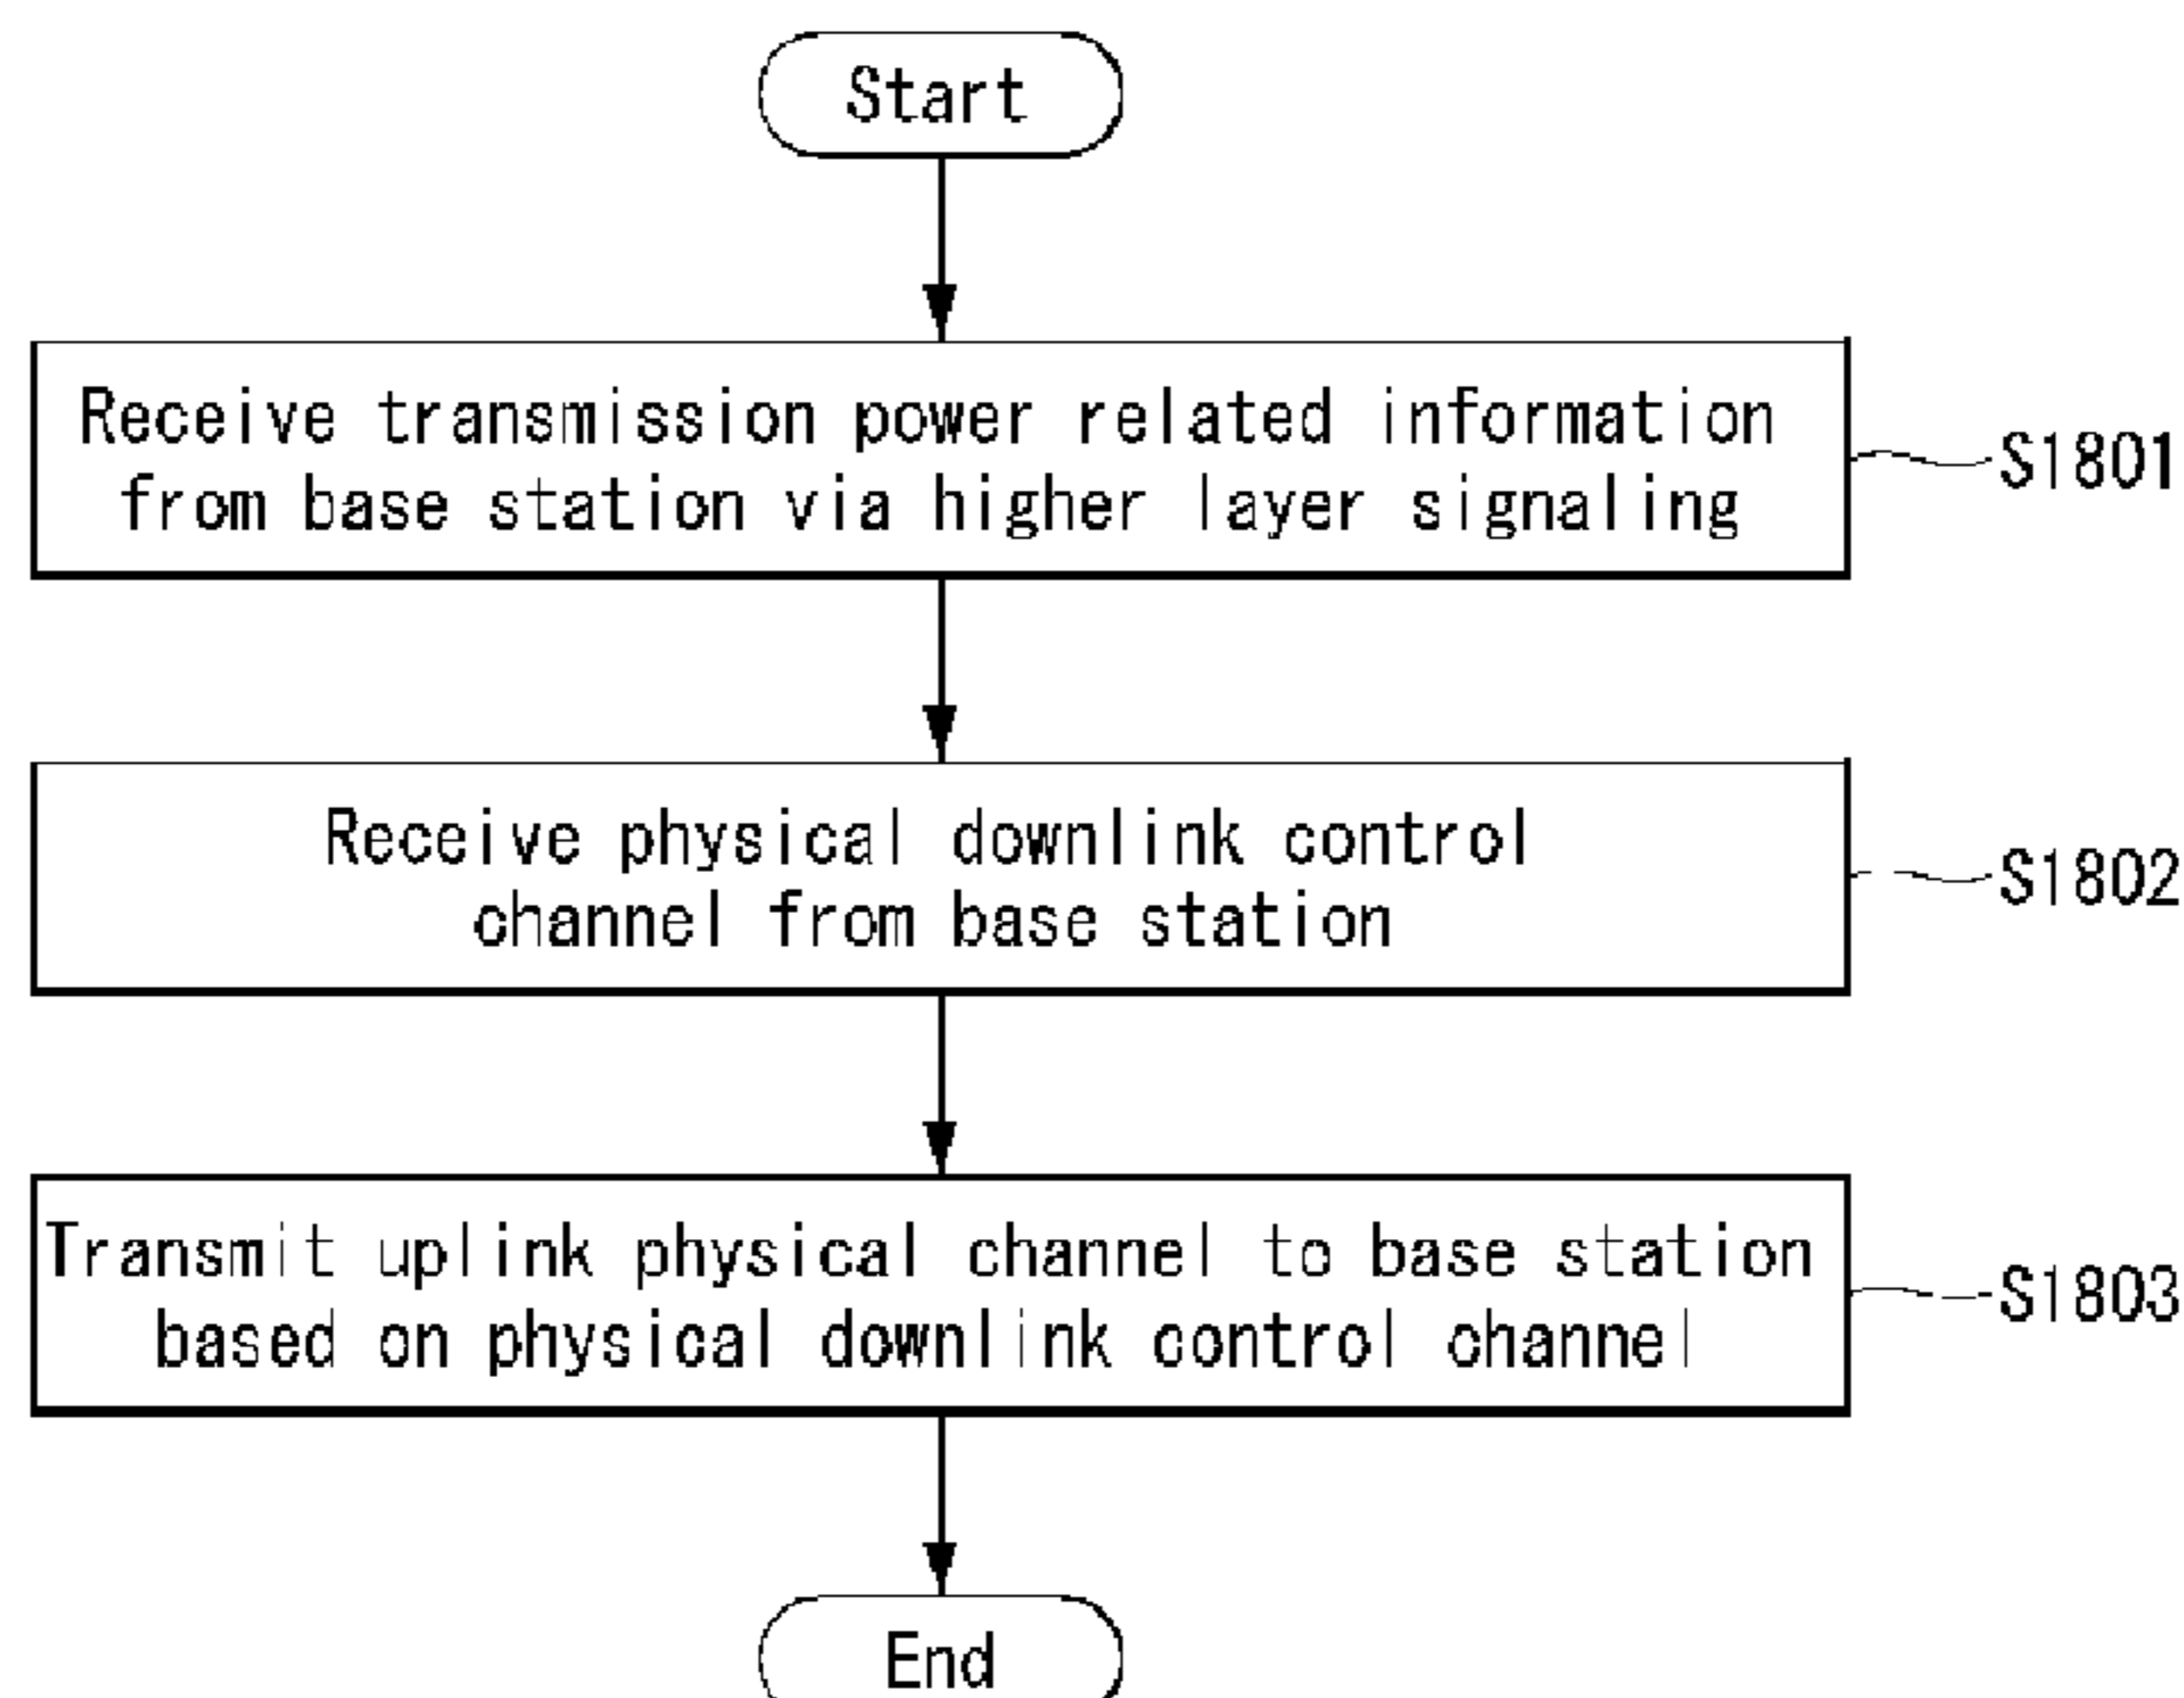 Start
Receive transmission power related information
from base station via higher layer signaling
S1801
Receive physical downlink control
channel from base station
S1802
Transmit uplink physical channel to base station
based on physical downlink control channel
S1803
End